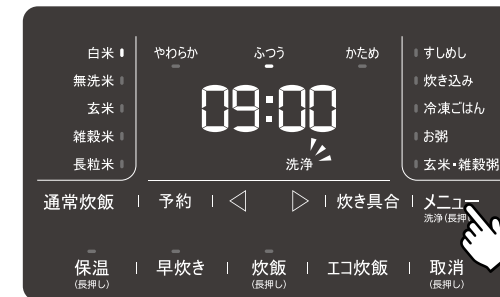 白米 やわらか ふつう かため すしめし
無洗米 炊き込み
玄米 09:00 冷凍ごはん
雑穀米 お粥
長粒米 洗浄 玄米・雑穀粥
通常炊飯 予約 炊き具合 メニュー
洗浄(長押し)
保温 早炊き 炊飯 エコ炊飯 取消
(長押し) (長押し) (長押し)